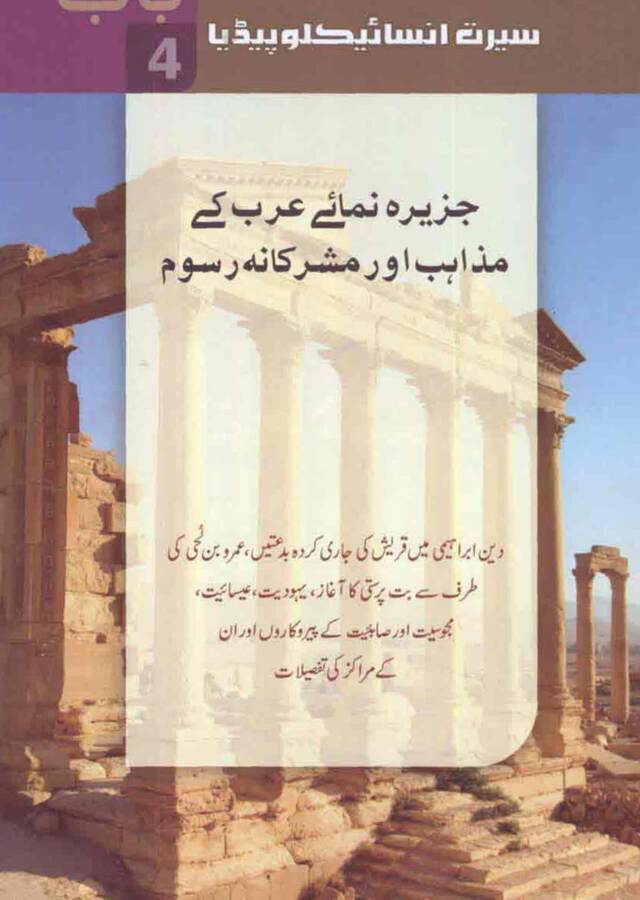 باب
4
سیرت انسائیکلوپیڈیا
جزیرہ نمائے عرب کے
مذاہب اور مشرکانہ رسوم
دین ابراہیمی میں قریش کی جاری کردہ بدعتیں، عمرو بن لُحی کی
طرف سے بت پرستی کا آغاز، یہودیت، عیسائیت،
مجوسیت اور صابئیت کے پیروکاروں اور ان
کے مراکز کی تفصیلات